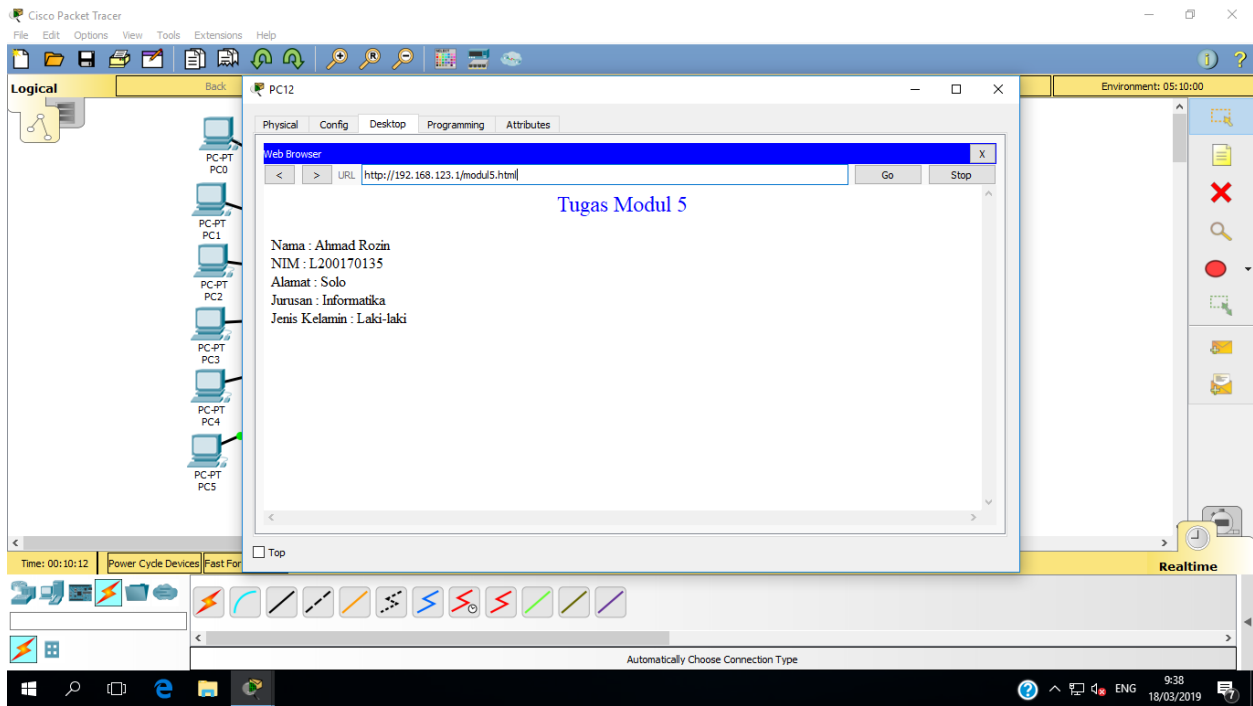 Cisco Packet Tracer
File Edit Options View Tools Extensions Help
Logical
Back
Environment: 05:10:00
PC12
Physical Config Desktop Programming Attributes
Web Browser
X
< > URL http://192.168.123.1/modul5.html Go Stop
Tugas Modul 5
Nama : Ahmad Rozin
NIM : L200170135
Alamat : Solo
Jurusan : Informatika
Jenis Kelamin : Laki-laki
Top
PC-PT
PC0
PC-PT
PC1
PC-PT
PC2
PC-PT
PC3
PC-PT
PC4
PC-PT
PC5
Time: 00:10:12 Power Cycle Devices Fast For
Realtime
Automatically Choose Connection Type
ENG
9:38
18/03/2019
7